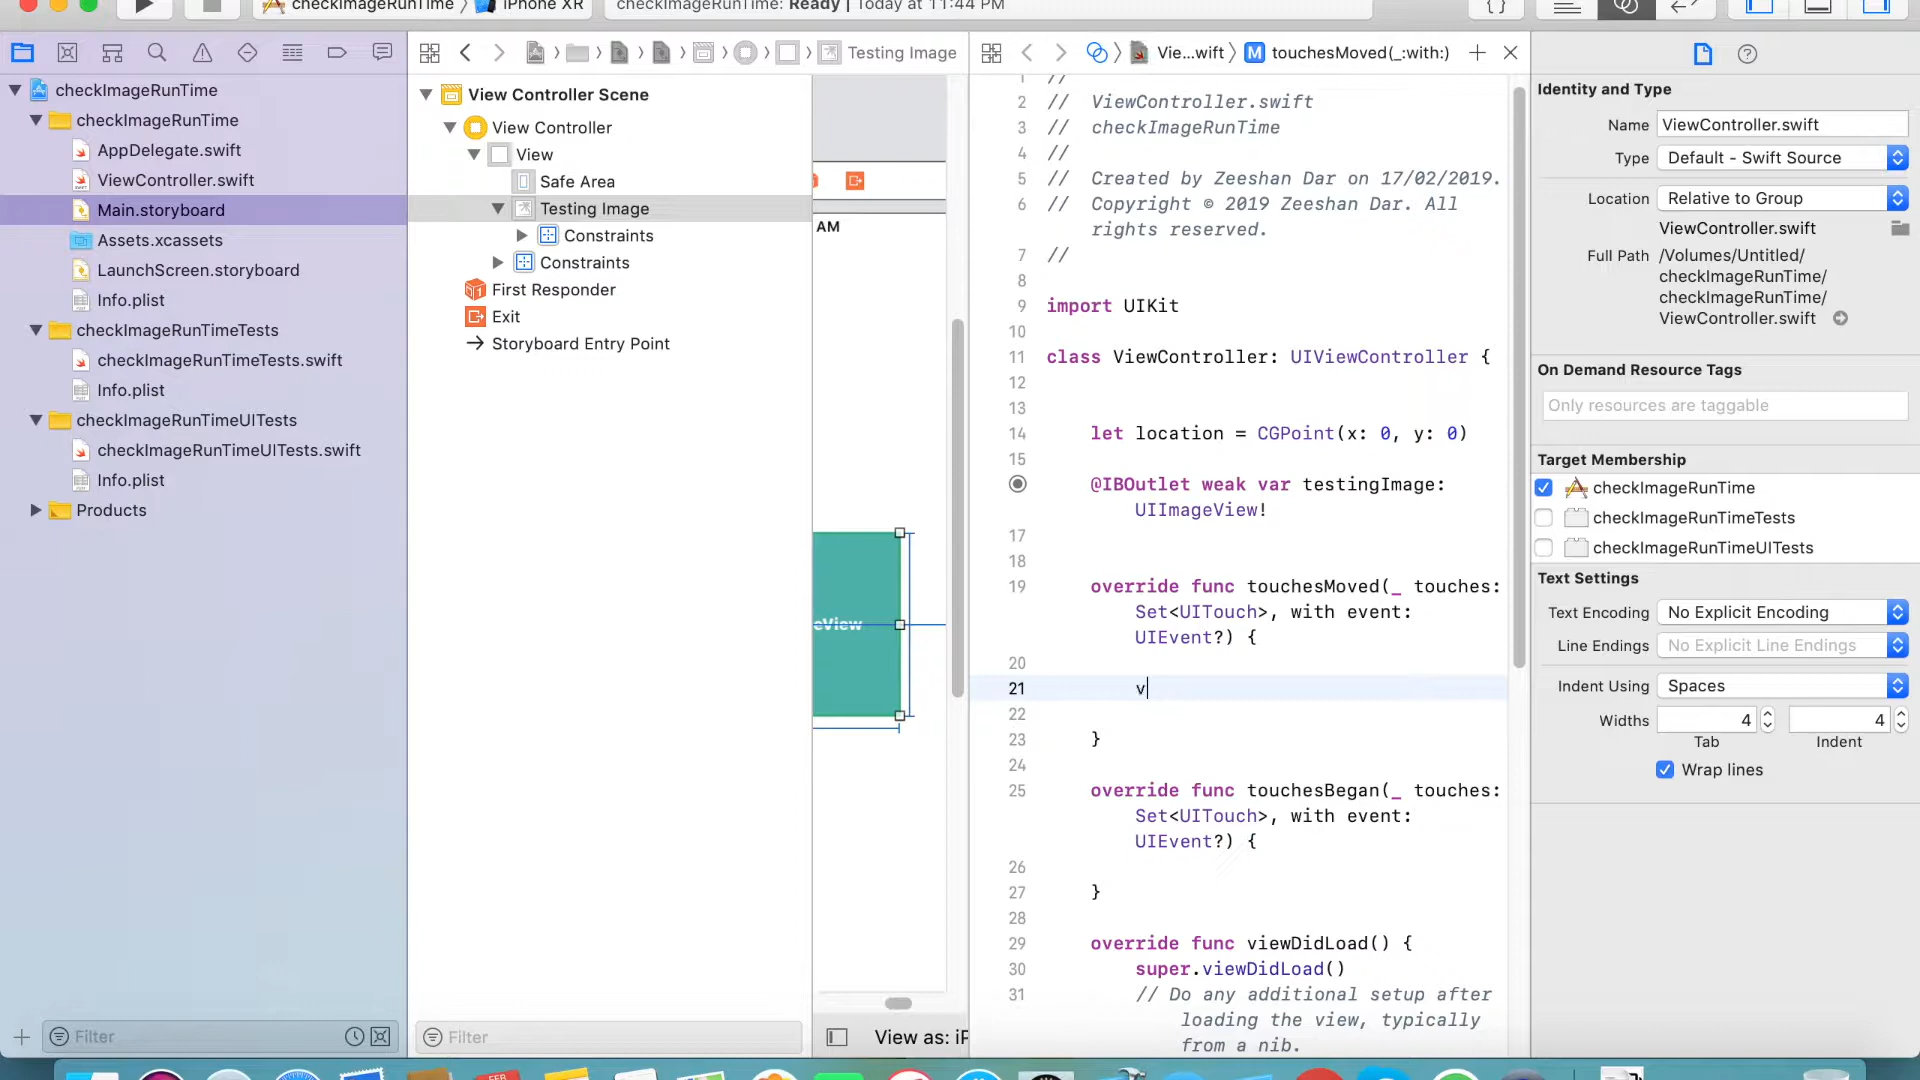 checkImageRunTime
iPhone XR
checkImageRunTime: Ready | Today at 11:44 PM
{ }
Testing Image
Vie...wift
M touchesMoved(_:with:)
checkImageRunTime
checkImageRunTime
AppDelegate.swift
ViewController.swift
Main.storyboard
Assets.xcassets
LaunchScreen.storyboard
Info.plist
checkImageRunTimeTests
checkImageRunTimeTests.swift
Info.plist
checkImageRunTimeUITests
checkImageRunTimeUITests.swift
Info.plist
Products
Filter
View Controller Scene
View Controller
View
Safe Area
Testing Image
Constraints
Constraints
First Responder
Exit
Storyboard Entry Point
Filter
AM
eView
View as: iP
1 //
2 // ViewController.swift
3 // checkImageRunTime
4 //
5 // Created by Zeeshan Dar on 17/02/2019.
6 // Copyright © 2019 Zeeshan Dar. All
rights reserved.
7 //
8
9 import UIKit
10
11 class ViewController: UIViewController {
12
13
14 let location = CGPoint(x: 0, y: 0)
15
@IBOutlet weak var testingImage:
UIImageView!
17
18
19 override func touchesMoved(_ touches:
Set<UITouch>, with event:
UIEvent?) {
20
21 v
22
23 }
24
25 override func touchesBegan(_ touches:
Set<UITouch>, with event:
UIEvent?) {
26
27 }
28
29 override func viewDidLoad() {
30 super.viewDidLoad()
31 // Do any additional setup after
loading the view, typically
from a nib.
Identity and Type
Name ViewController.swift
Type Default - Swift Source
Location Relative to Group
ViewController.swift
Full Path /Volumes/Untitled/
checkImageRunTime/
checkImageRunTime/
ViewController.swift
On Demand Resource Tags
Only resources are taggable
Target Membership
checkImageRunTime
checkImageRunTimeTests
checkImageRunTimeUITests
Text Settings
Text Encoding No Explicit Encoding
Line Endings No Explicit Line Endings
Indent Using Spaces
Widths 4 4
Tab Indent
Wrap lines
FEB